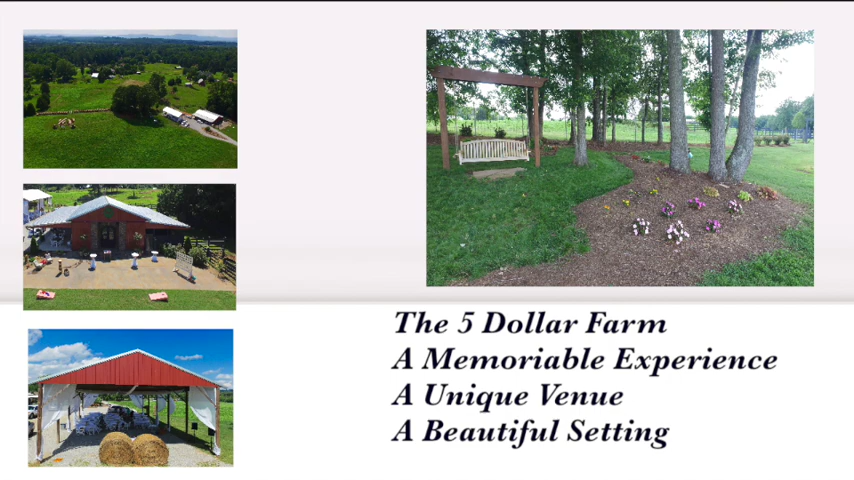 The 5 Dollar Farm
A Memoriable Experience
A Unique Venue
A Beautiful Setting